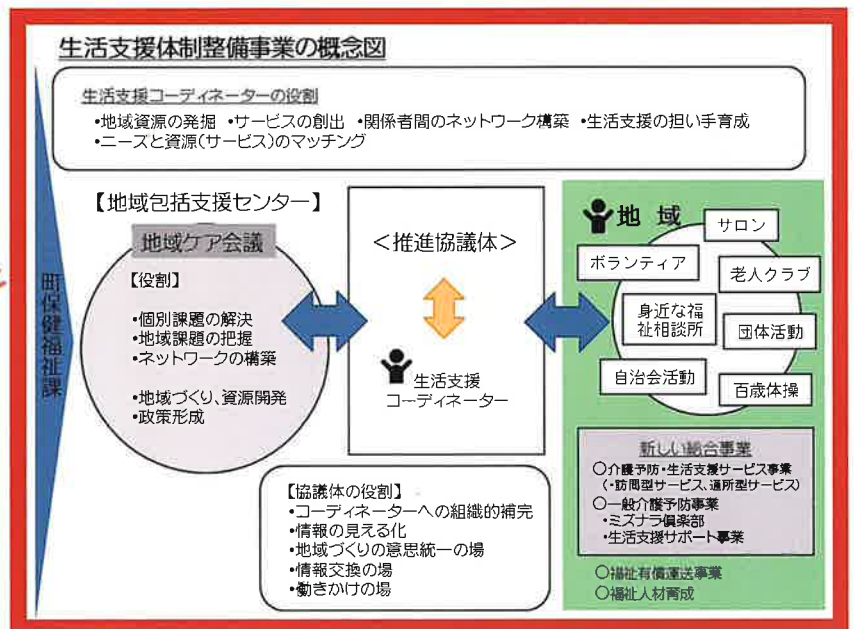 生活支援体制整備事業の概念図
生活支援コーディネーターの役割
•地域資源の発掘 •サービスの創出 •関係者間のネットワーク構築 •生活支援の担い手育成
•ニーズと資源(サービス)のマッチング
町保健福祉課
【地域包括支援センター】
地域ケア会議
【役割】
•個別課題の解決
•地域課題の把握
•ネットワークの構築
•地域づくり、資源開発
•政策形成
＜推進協議体＞
生活支援
コーディネーター
地 域
サロン
ボランティア
老人クラブ
身近な福
祉相談所
団体活動
自治会活動
百歳体操
【協議体の役割】
•コーディネーターへの組織的補完
•情報の見える化
•地域づくりの意思統一の場
•情報交換の場
•働きかけの場
新しい総合事業
○介護予防・生活支援サービス事業
(・訪問型サービス、通所型サービス)
○一般介護予防事業
•ミズナラ倶楽部
•生活支援サポート事業
○福祉有償運送事業
○福祉人材育成